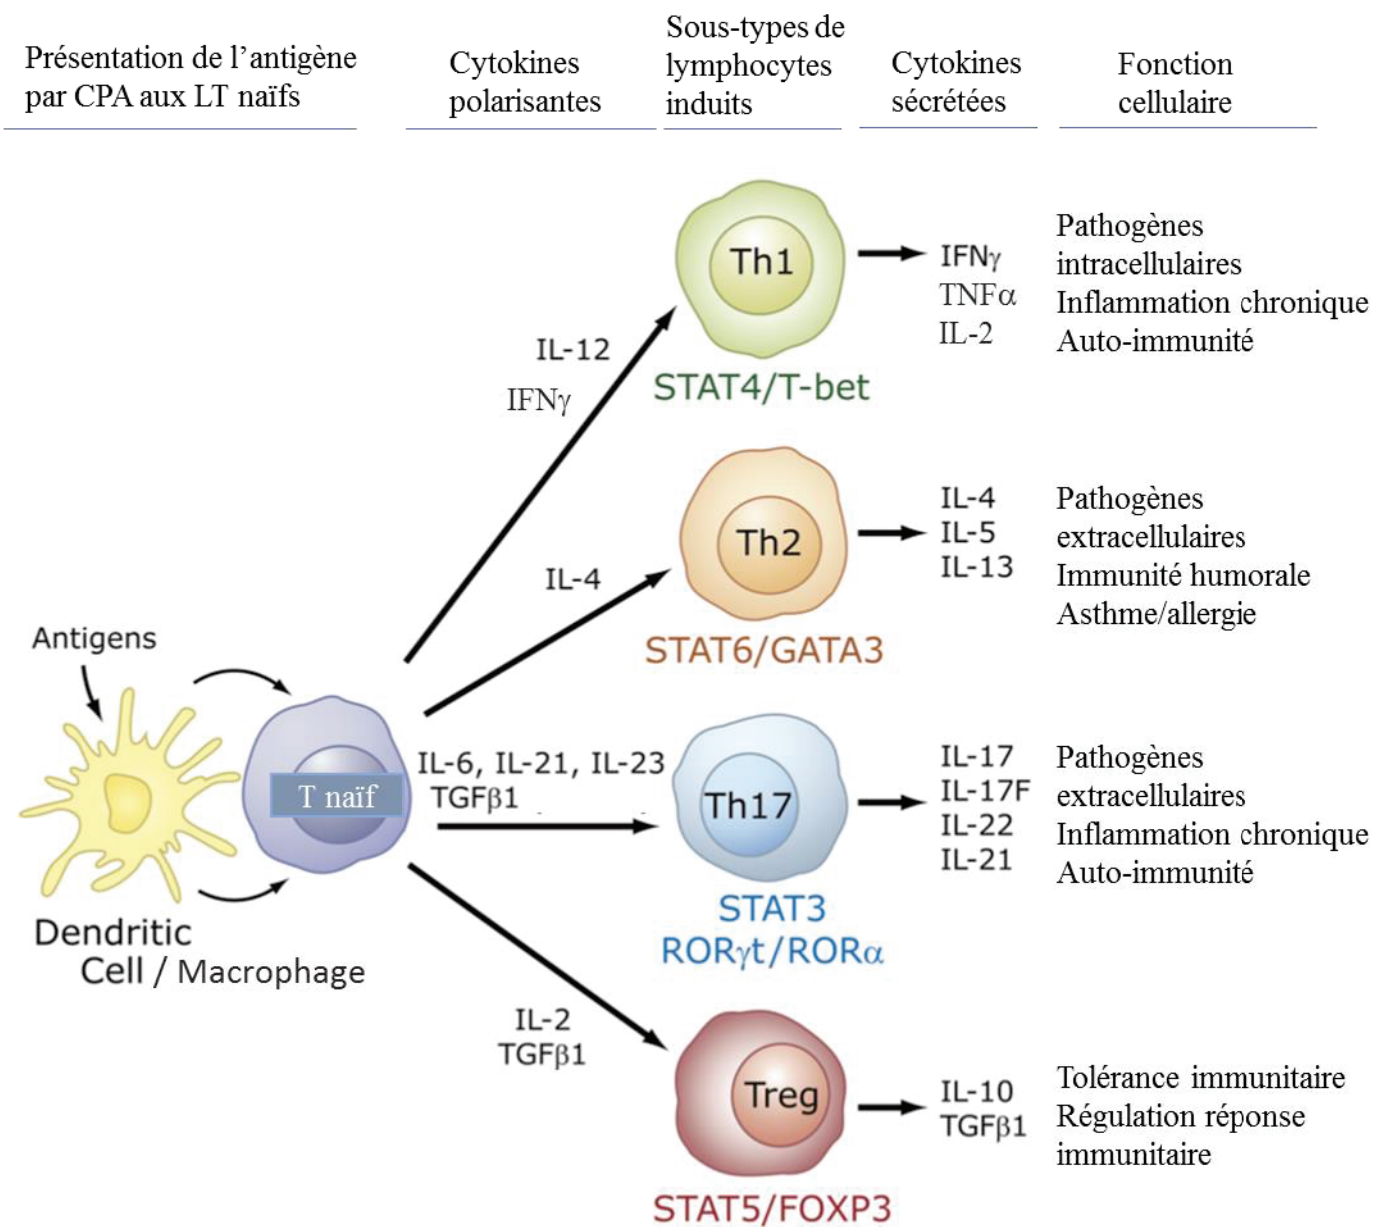 Présentation de l’antigène
par CPA aux LT naïfs
Cytokines
polarisantes
Sous-types de
lymphocytes
induits
Cytokines
sécrétées
Fonction
cellulaire
Antigens
Dendritic
Cell / Macrophage
T naïf
IL-12
IFNγ
Th1
STAT4/T-bet
IFNγ
TNFα
IL-2
Pathogènes
intracellulaires
Inflammation chronique
Auto-immunité
IL-4
Th2
STAT6/GATA3
IL-4
IL-5
IL-13
Pathogènes
extracellulaires
Immunité humorale
Asthme/allergie
IL-6, IL-21, IL-23
TGFβ1
Th17
STAT3
RORγt/RORα
IL-17
IL-17F
IL-22
IL-21
Pathogènes
extracellulaires
Inflammation chronique
Auto-immunité
IL-2
TGFβ1
Treg
STAT5/FOXP3
IL-10
TGFβ1
Tolérance immunitaire
Régulation réponse
immunitaire